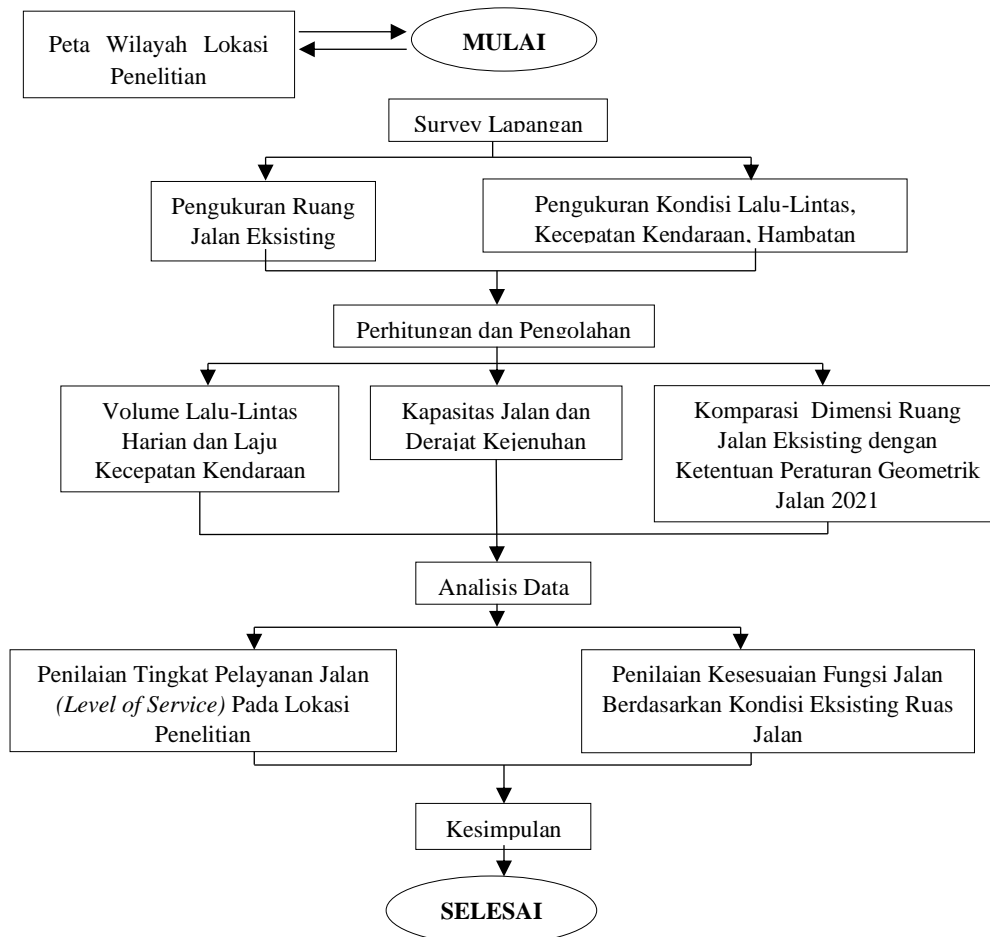 Peta Wilayah Lokasi
Penelitian
MULAI
Survey Lapangan
Pengukuran Ruang
Jalan Eksisting
Pengukuran Kondisi Lalu-Lintas,
Kecepatan Kendaraan, Hambatan
Perhitungan dan Pengolahan
Volume Lalu-Lintas
Harian dan Laju
Kecepatan Kendaraan
Kapasitas Jalan dan
Derajat Kejenuhan
Komparasi Dimensi Ruang
Jalan Eksisting dengan
Ketentuan Peraturan Geometrik
Jalan 2021
Analisis Data
Penilaian Tingkat Pelayanan Jalan
(Level of Service) Pada Lokasi
Penelitian
Penilaian Kesesuaian Fungsi Jalan
Berdasarkan Kondisi Eksisting Ruas
Jalan
Kesimpulan
SELESAI